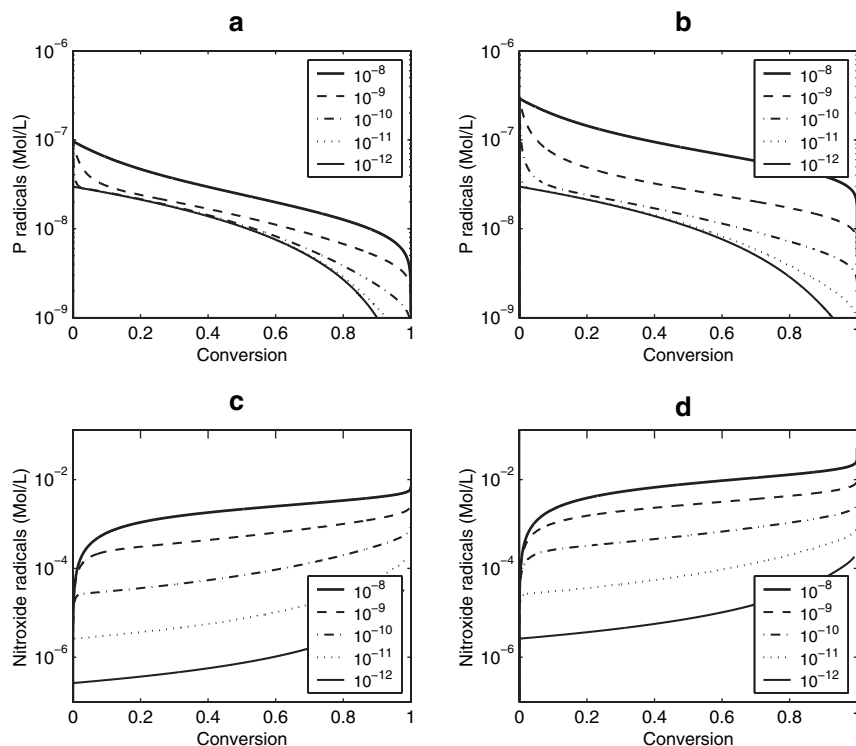 a
10⁻⁶
10⁻⁷
10⁻⁸
10⁻⁹
P radicals (Mol/L)
0 0.2 0.4 0.6 0.8 1
Conversion
10⁻⁸
10⁻⁹
10⁻¹⁰
10⁻¹¹
10⁻¹²
b
10⁻⁶
10⁻⁷
10⁻⁸
10⁻⁹
P radicals (Mol/L)
0 0.2 0.4 0.6 0.8 1
Conversion
10⁻⁸
10⁻⁹
10⁻¹⁰
10⁻¹¹
10⁻¹²
c
10⁻²
10⁻⁴
10⁻⁶
Nitroxide radicals (Mol/L)
0 0.2 0.4 0.6 0.8 1
Conversion
10⁻⁸
10⁻⁹
10⁻¹⁰
10⁻¹¹
10⁻¹²
d
10⁻²
10⁻⁴
10⁻⁶
Nitroxide radicals (Mol/L)
0 0.2 0.4 0.6 0.8 1
Conversion
10⁻⁸
10⁻⁹
10⁻¹⁰
10⁻¹¹
10⁻¹²